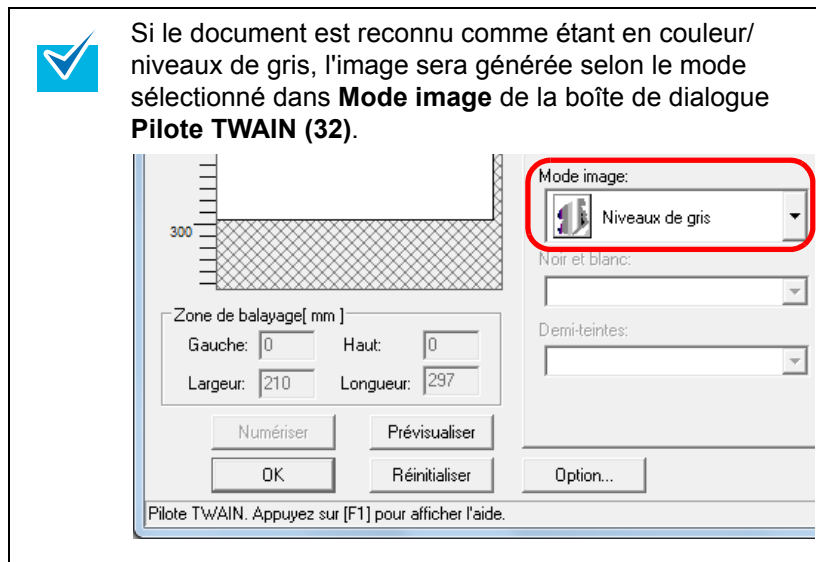 Si le document est reconnu comme étant en couleur/
niveaux de gris, l'image sera générée selon le mode
sélectionné dans Mode image de la boîte de dialogue
Pilote TWAIN (32).
Mode image:
Niveaux de gris
300
Noir et blanc:
Zone de balayage[ mm ]
Demi-teintes:
Gauche: 0 Haut: 0
Largeur: 210 Longueur: 297
Numériser Prévisualiser
OK Réinitialiser Option...
Pilote TWAIN. Appuyez sur [F1] pour afficher l'aide.